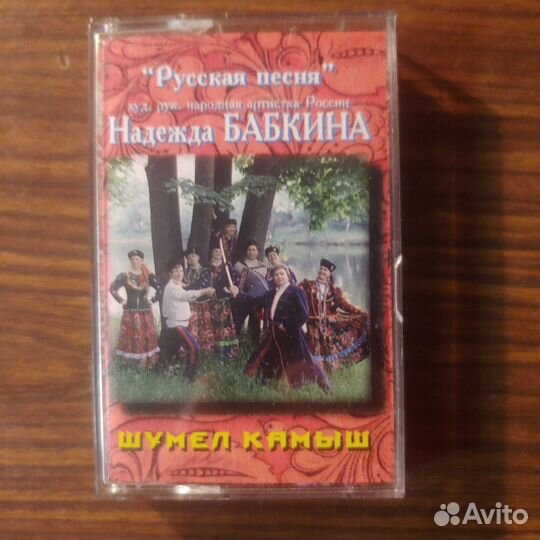 "Русская песня"
худ. рук. народная артистка России
Надежда БАБКИНА
ШУМЕЛ КАМЫШ
Avito